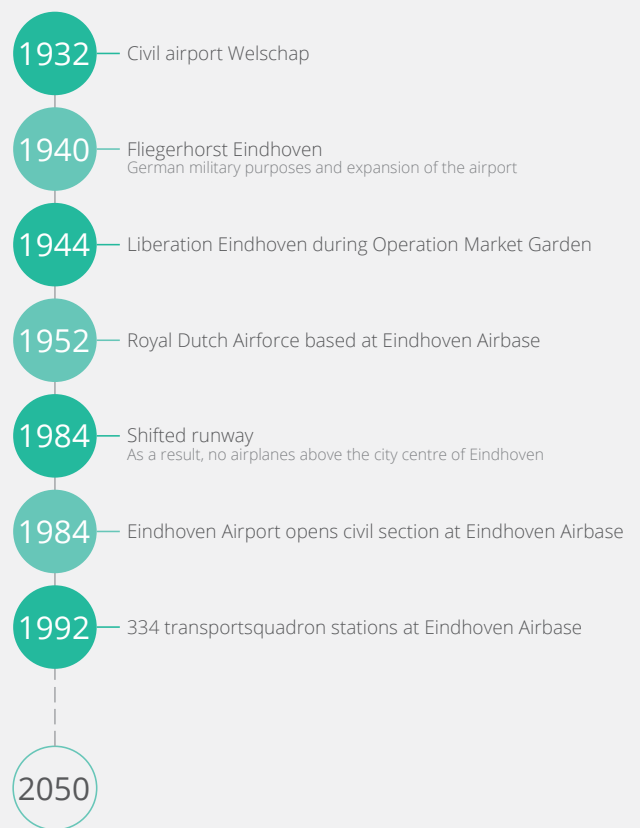 1932 Civil airport Welschap
1940 Fliegerhorst Eindhoven
German military purposes and expansion of the airport
1944 Liberation Eindhoven during Operation Market Garden
1952 Royal Dutch Airforce based at Eindhoven Airbase
1984 Shifted runway
As a result, no airplanes above the city centre of Eindhoven
1984 Eindhoven Airport opens civil section at Eindhoven Airbase
1992 334 transportsquadron stations at Eindhoven Airbase
2050